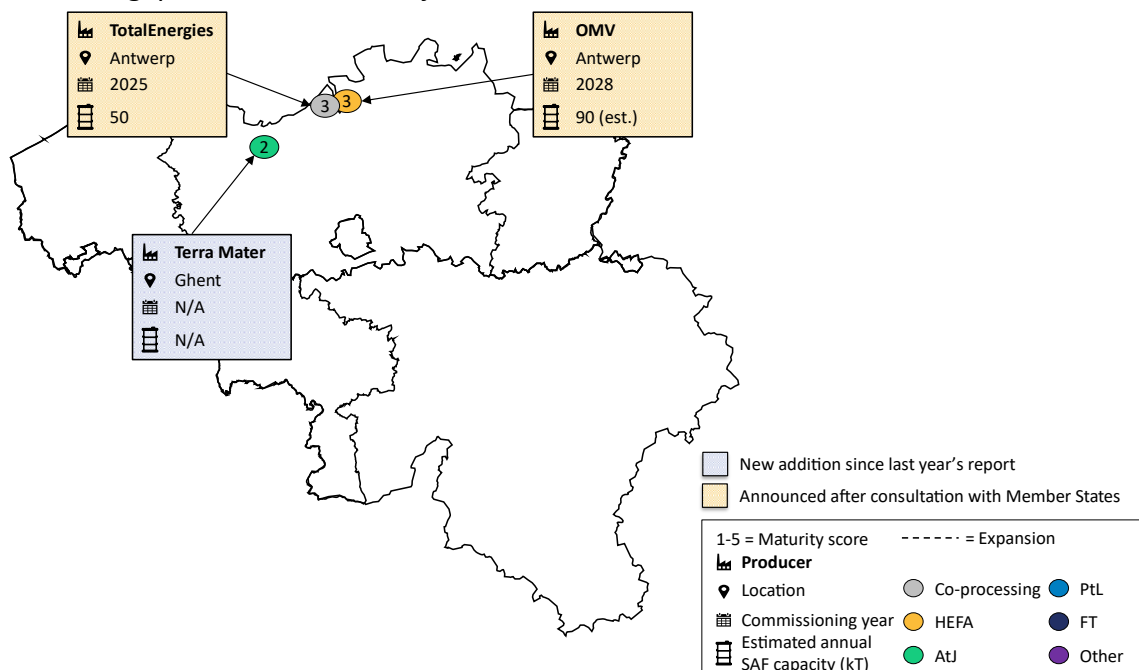 TotalEnergies
Antwerp
2025
50
OMV
Antwerp
2028
90 (est.)
3
3
2
Terra Mater
Ghent
N/A
N/A
New addition since last year's report
Announced after consultation with Member States
1-5 = Maturity score
= Expansion
Producer
Location
Commissioning year
Estimated annual
SAF capacity (kT)
Co-processing
PtL
HEFA
FT
AtJ
Other